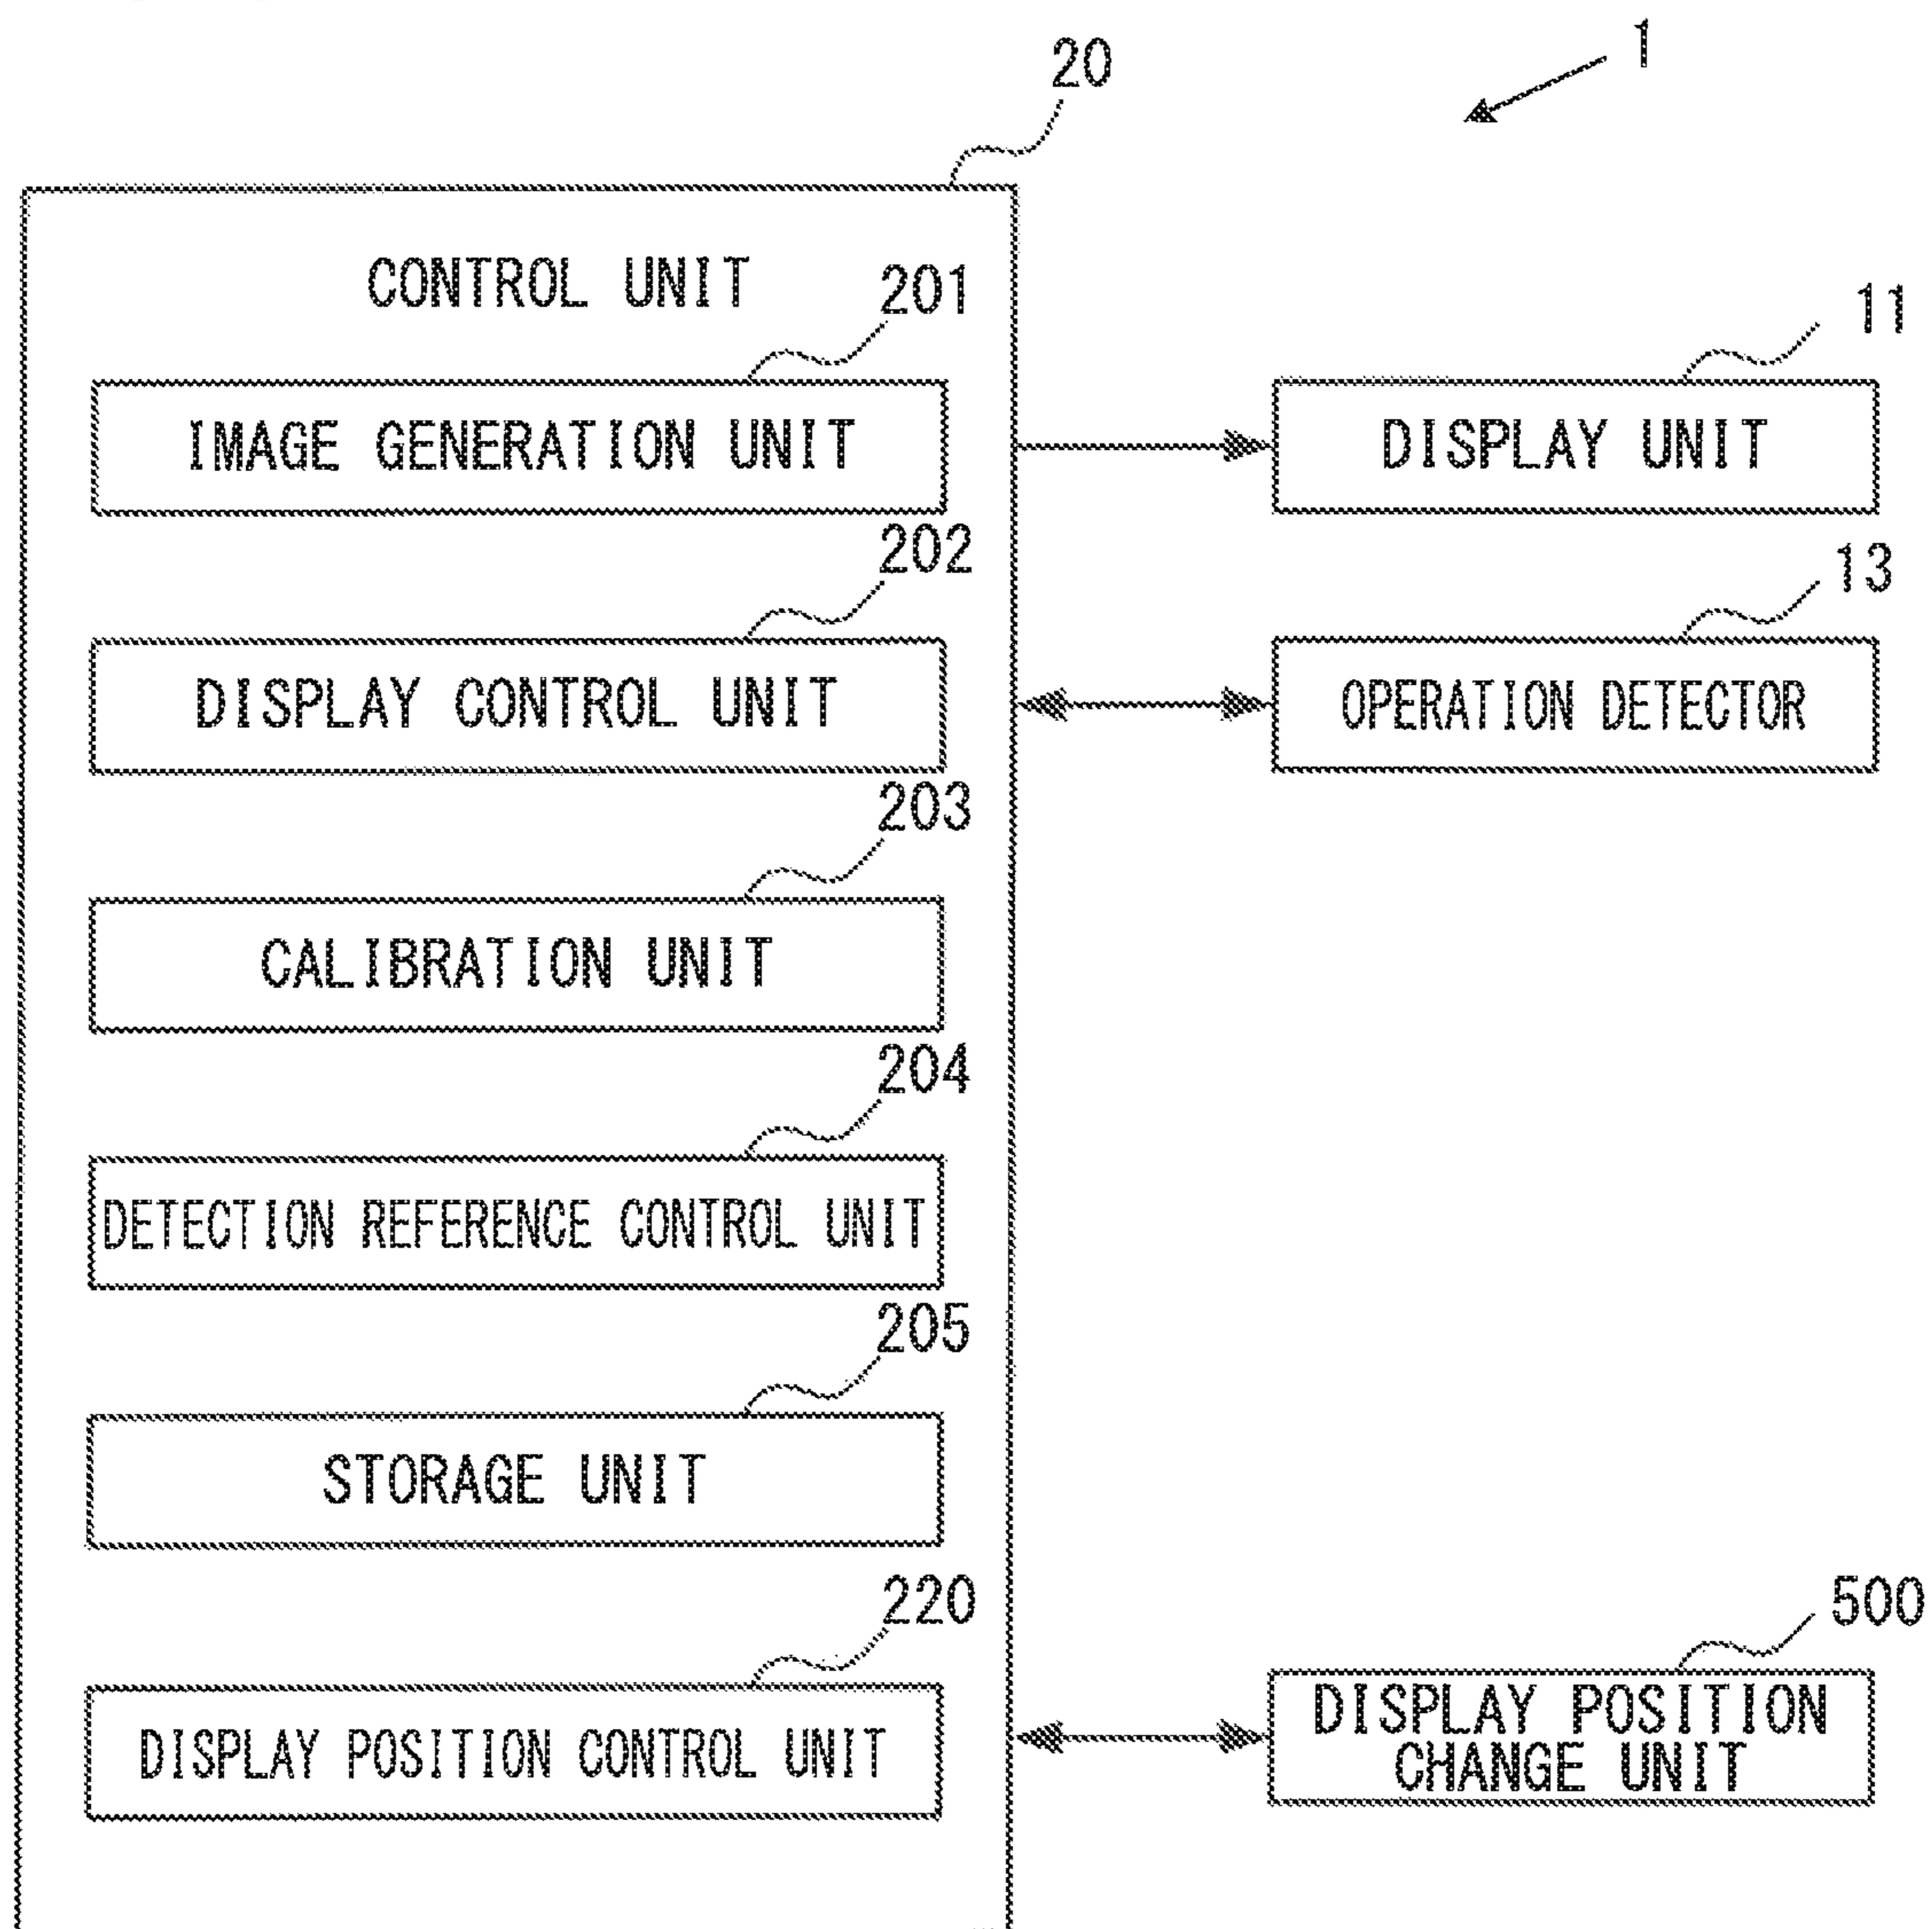 1
20
CONTROL UNIT
201
IMAGE GENERATION UNIT
11
DISPLAY UNIT
202
DISPLAY CONTROL UNIT
13
OPERATION DETECTOR
203
CALIBRATION UNIT
204
DETECTION REFERENCE CONTROL UNIT
205
STORAGE UNIT
220
DISPLAY POSITION CONTROL UNIT
500
DISPLAY POSITION
CHANGE UNIT